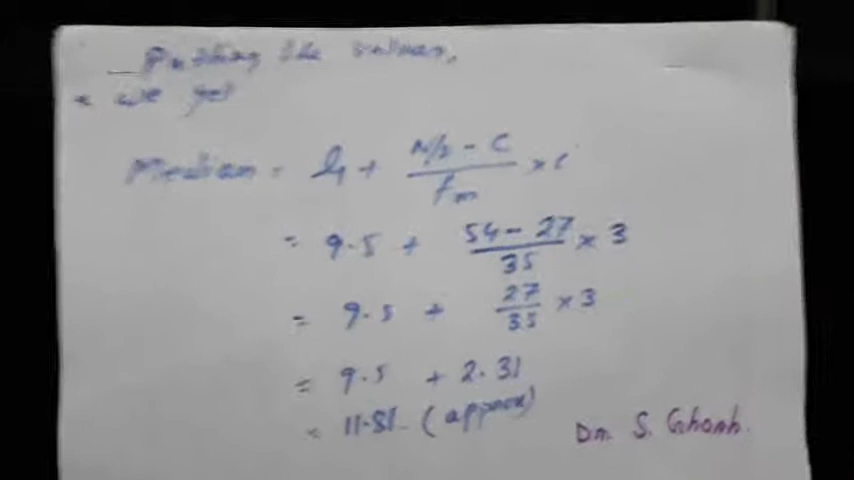 Putting the values,
we get
Median = l₁ + N/2 - C / fm × i
= 9.5 + 54 - 27 / 35 × 3
= 9.5 + 27 / 35 × 3
= 9.5 + 2.31
= 11.81 (approx)
Dr. S. Ghosh.